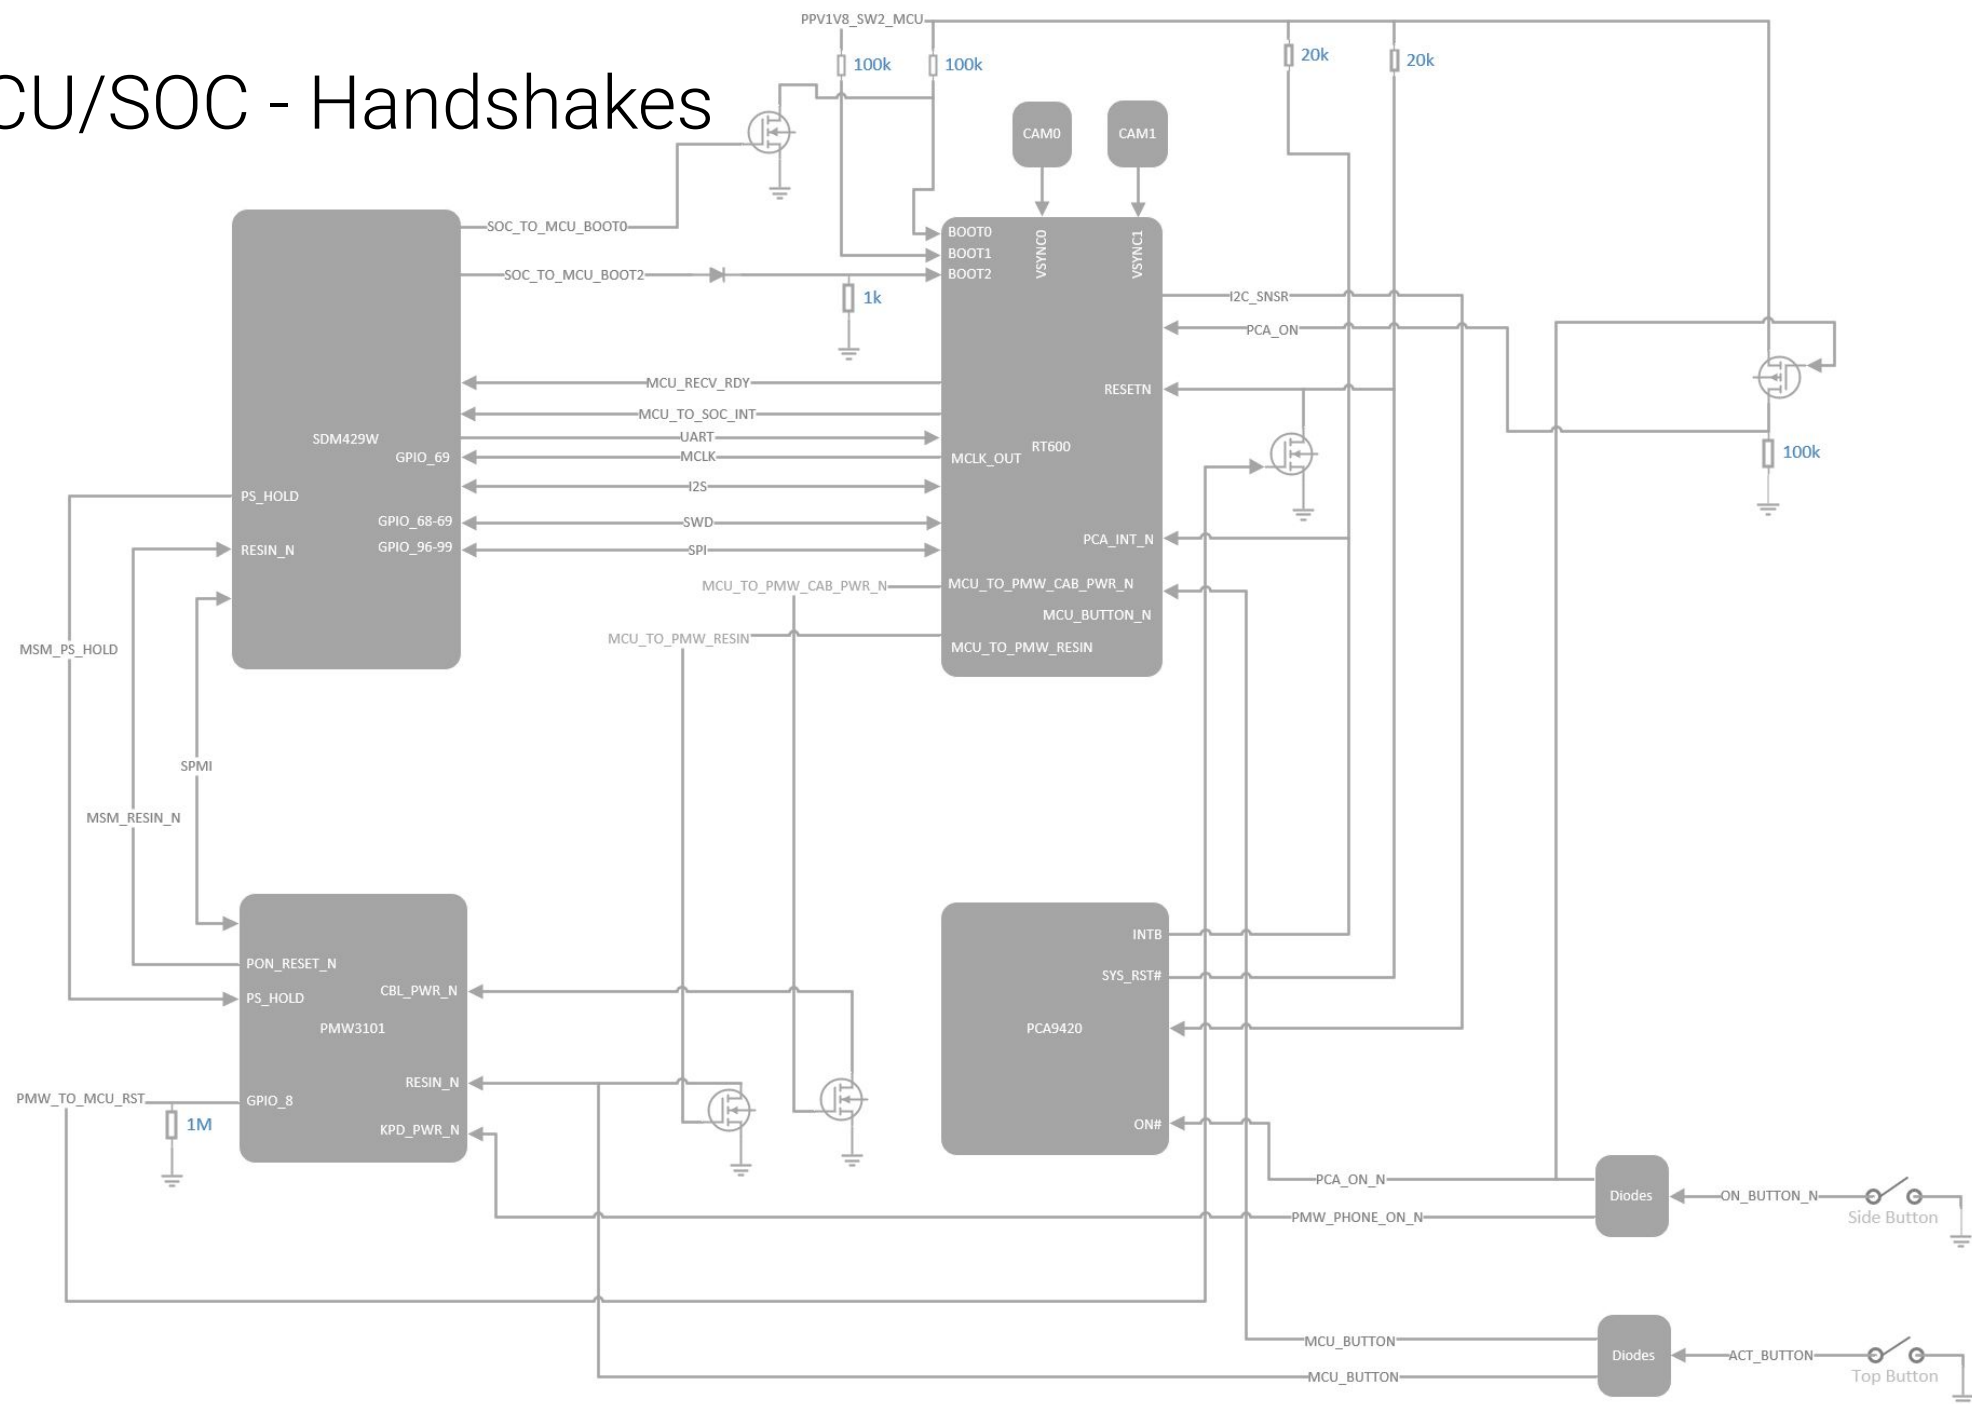 PPV1V8_SW2_MCU
100k
100k
20k
20k
CU/SOC - Handshakes
CAM0
CAM1
SOC_TO_MCU_BOOT0
BOOT0
BOOT1
BOOT2
VSYNC0
VSYNC1
SOC_TO_MCU_BOOT2
1k
I2C_SNSR
PCA_ON
MCU_RECV_RDY
RESETN
MCU_TO_SOC_INT
SDM429W
UART
RT600
GPIO_69
MCLK
MCLK_OUT
100k
I2S
PS_HOLD
GPIO_68-69
SWD
GPIO_96-99
SPI
RESIN_N
PCA_INT_N
MCU_TO_PMW_CAB_PWR_N
MCU_TO_PMW_CAB_PWR_N
MCU_BUTTON_N
MCU_TO_PMW_RESIN
MCU_TO_PMW_RESIN
MSM_PS_HOLD
SPMI
MSM_RESIN_N
PON_RESET_N
PS_HOLD
CBL_PWR_N
PMW3101
RESIN_N
GPIO_8
KPD_PWR_N
PMW_TO_MCU_RST
1M
INTB
SYS_RST#
PCA9420
ON#
PCA_ON_N
PMW_PHONE_ON_N
Diodes
ON_BUTTON_N
Side Button
MCU_BUTTON
MCU_BUTTON
Diodes
ACT_BUTTON
Top Button